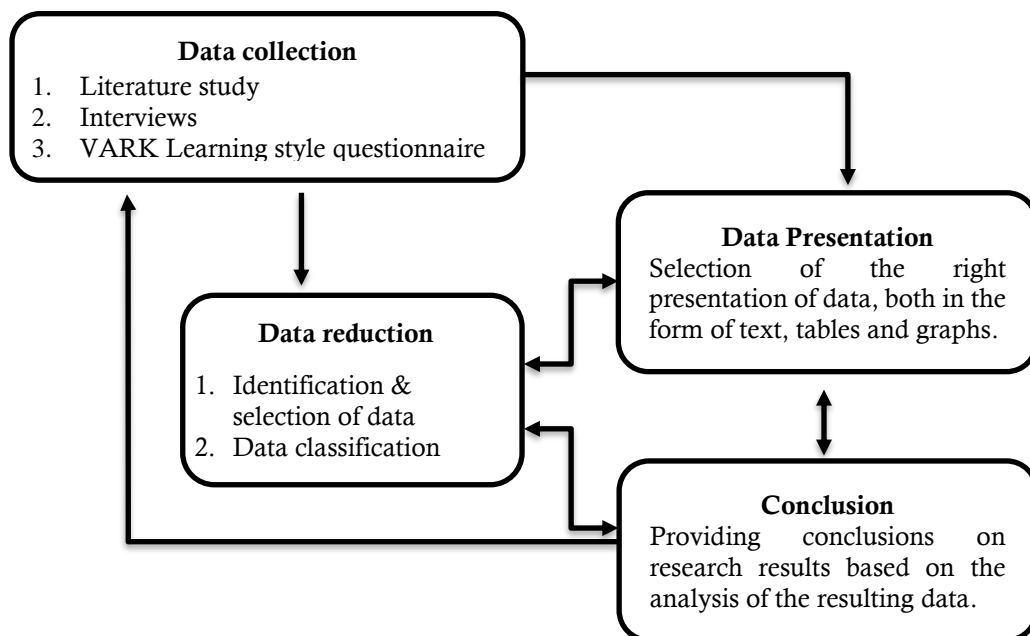 Data collection
1. Literature study
2. Interviews
3. VARK Learning style questionnaire
Data Presentation
Selection of the right
presentation of data, both in the
form of text, tables and graphs.
Data reduction
1. Identification &
selection of data
2. Data classification
Conclusion
Providing conclusions on
research results based on the
analysis of the resulting data.